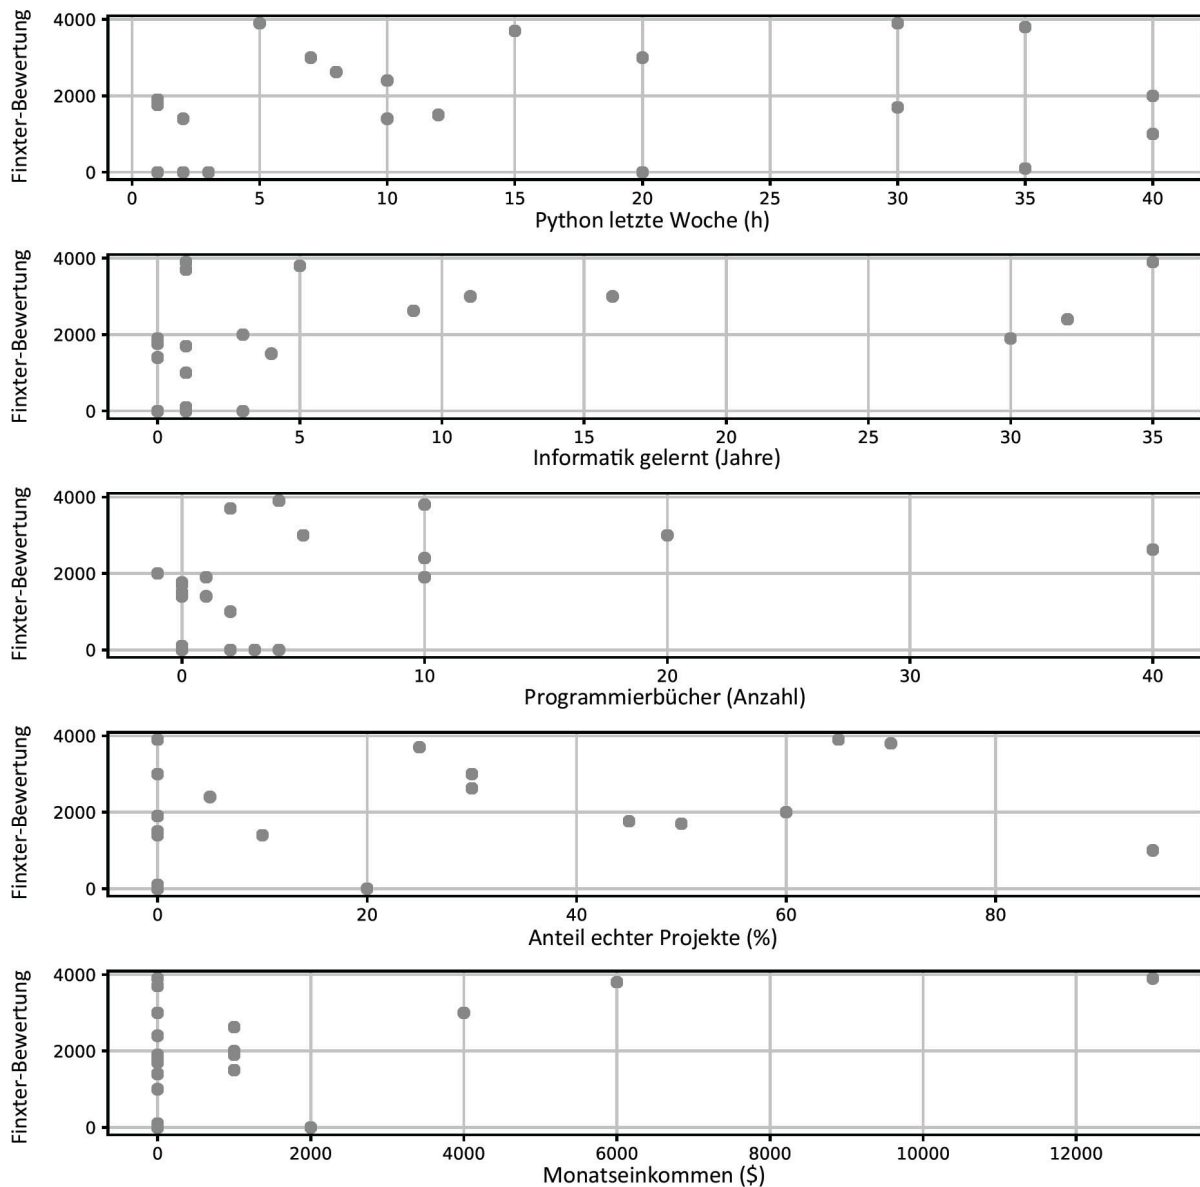 Finxter-Bewertung
4000
2000
0
0 5 10 15 20 25 30 35 40
Python letzte Woche (h)
Finxter-Bewertung
4000
2000
0
0 5 10 15 20 25 30 35
Informatik gelernt (Jahre)
Finxter-Bewertung
4000
2000
0
0 10 20 30 40
Programmierbücher (Anzahl)
Finxter-Bewertung
4000
2000
0
0 20 40 60 80
Anteil echter Projekte (%)
Finxter-Bewertung
4000
2000
0
0 2000 4000 6000 8000 10000 12000
Monatseinkommen ($)